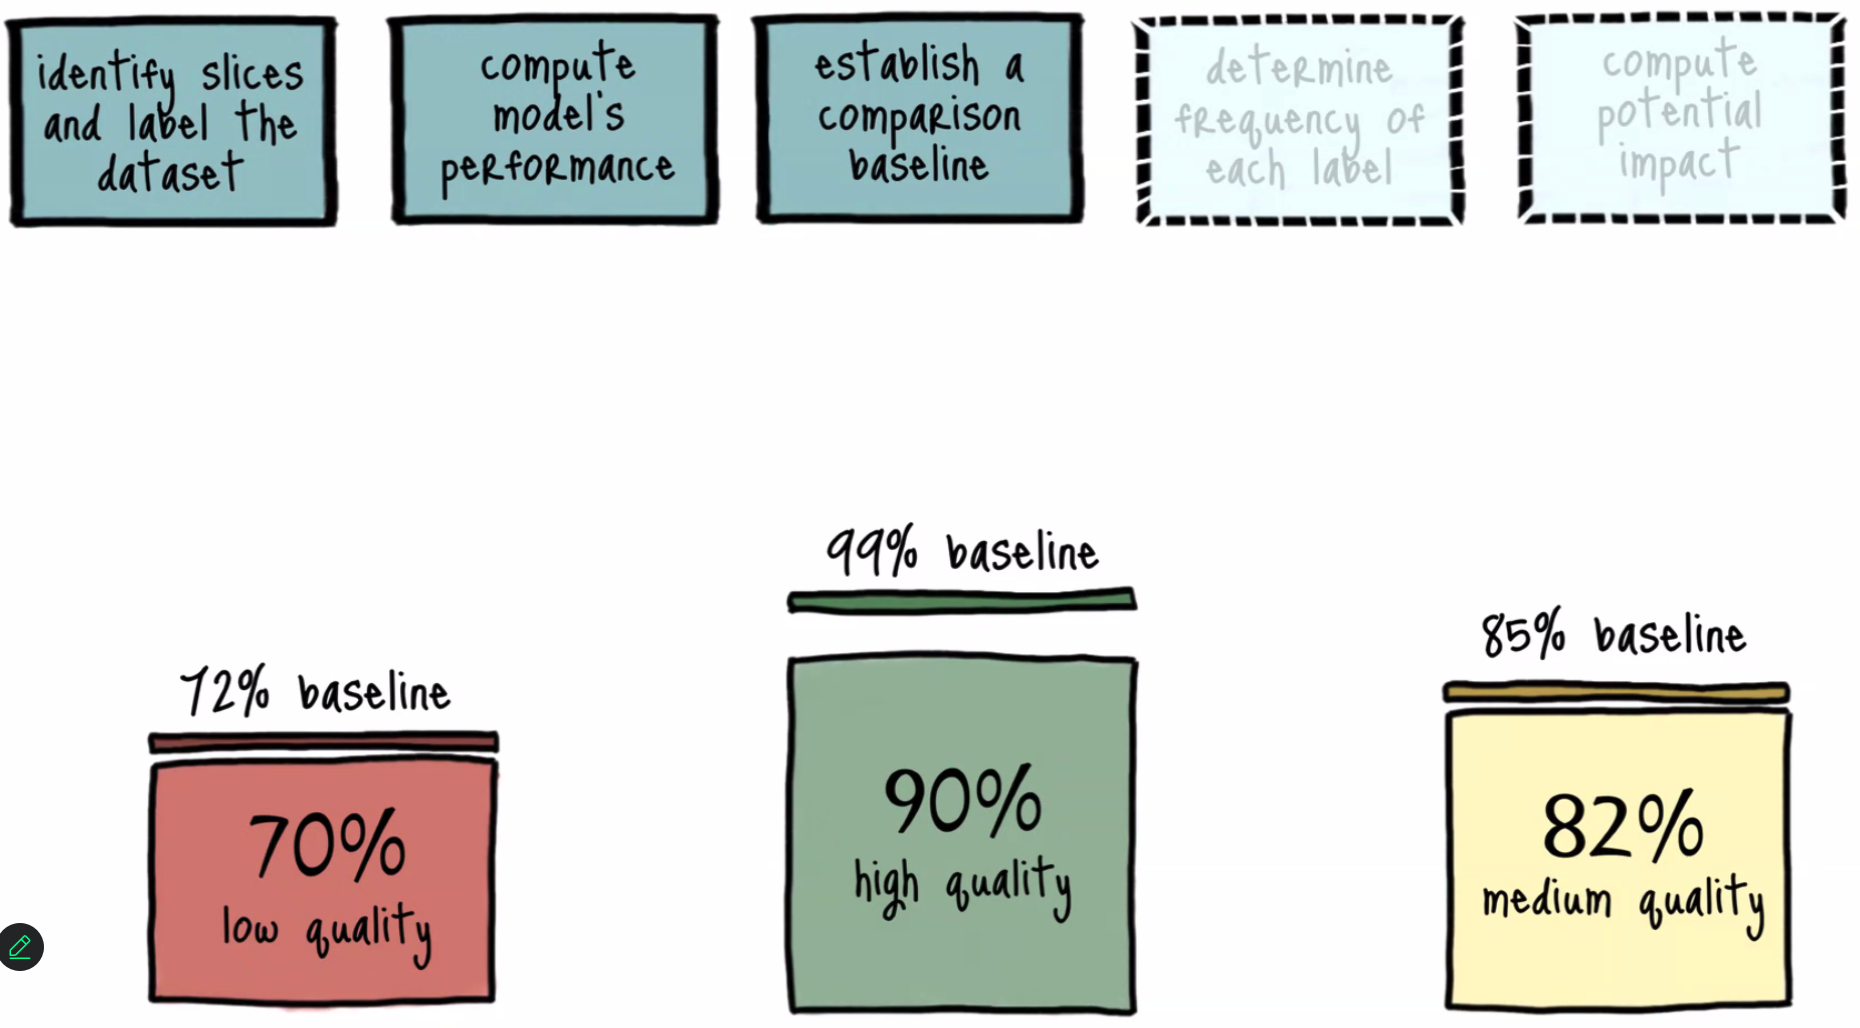 identify slices
and label the
dataset
compute
model's
performance
establish a
comparison
baseline
determine
frequency of
each label
compute
potential
impact
72% baseline
70%
low quality
99% baseline
90%
high quality
85% baseline
82%
medium quality